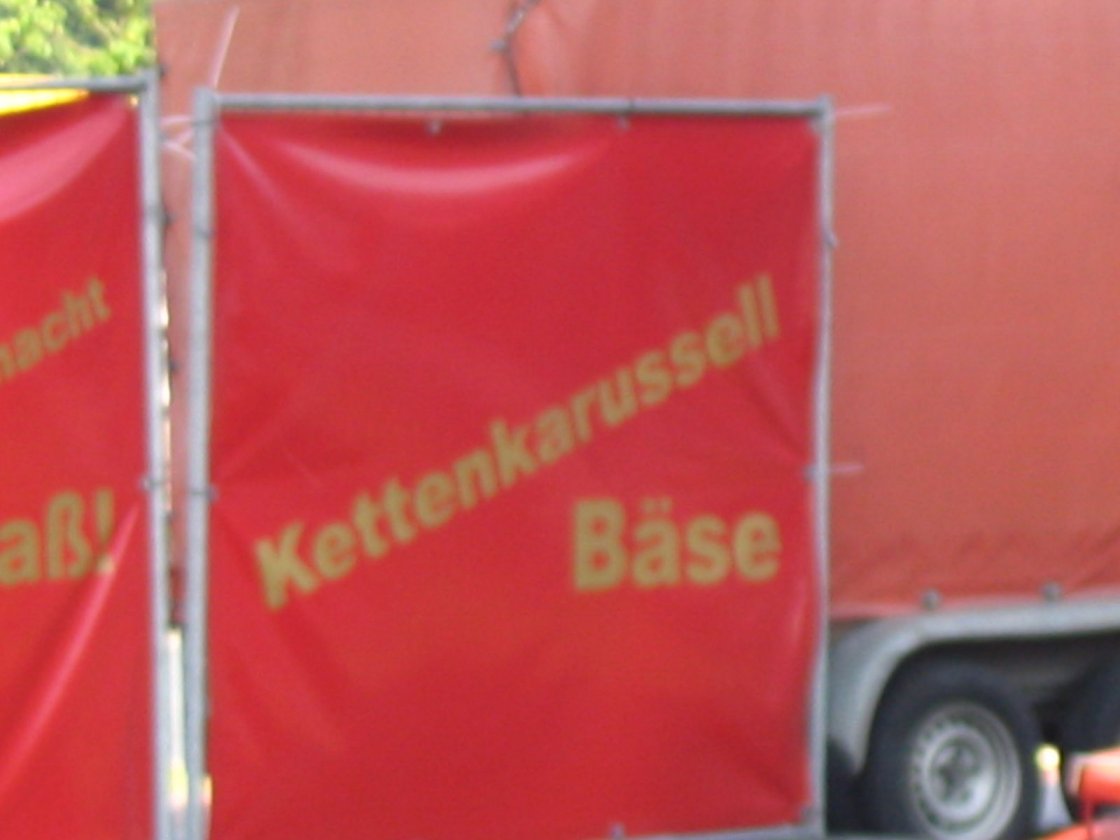 macht
aß!
Kettenkarussell
Bäse